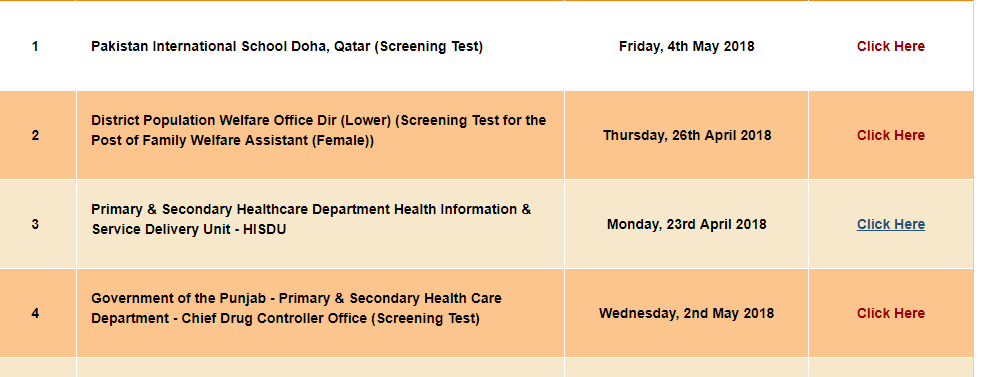 1 Pakistan International School Doha, Qatar (Screening Test) Friday, 4th May 2018 Click Here
District Population Welfare Office Dir (Lower) (Screening Test for the
2 Thursday, 26th April 2018 Click Here
Post of Family Welfare Assistant (Female))
Primary & Secondary Healthcare Department Health Information &
3 Monday, 23rd April 2018 Click Here
Service Delivery Unit - HISDU
Government of the Punjab - Primary & Secondary Health Care
4 Wednesday, 2nd May 2018 Click Here
Department - Chief Drug Controller Office (Screening Test)